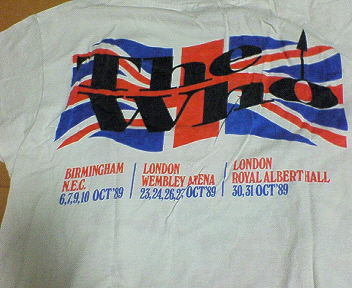 The
Who
BIRMINGHAM
N.E.C.
6,7,9,10 OCT'89
LONDON
WEMBLEY ARENA
23,24,26,27 OCT'89
LONDON
ROYAL ALBERT HALL
30,31 OCT'89